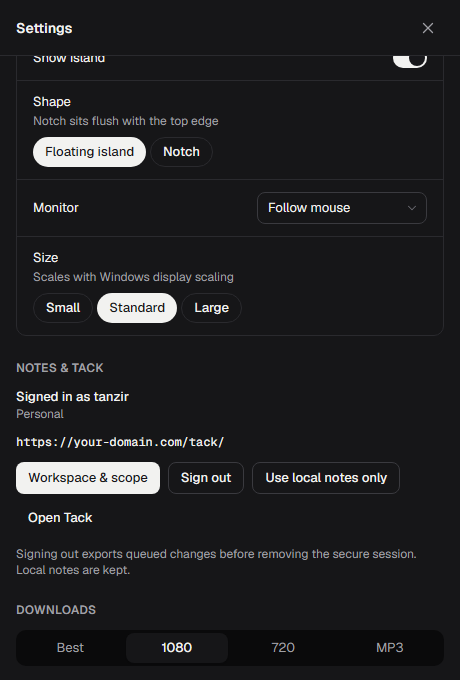 Settings
Show island
Shape
Notch sits flush with the top edge
Floating island Notch
Monitor Follow mouse
Size
Scales with Windows display scaling
Small Standard Large
NOTES & TACK
Signed in as tanzir
Personal
https://your-domain.com/tack/
Workspace & scope Sign out Use local notes only
Open Tack
Signing out exports queued changes before removing the secure session.
Local notes are kept.
DOWNLOADS
Best 1080 720 MP3